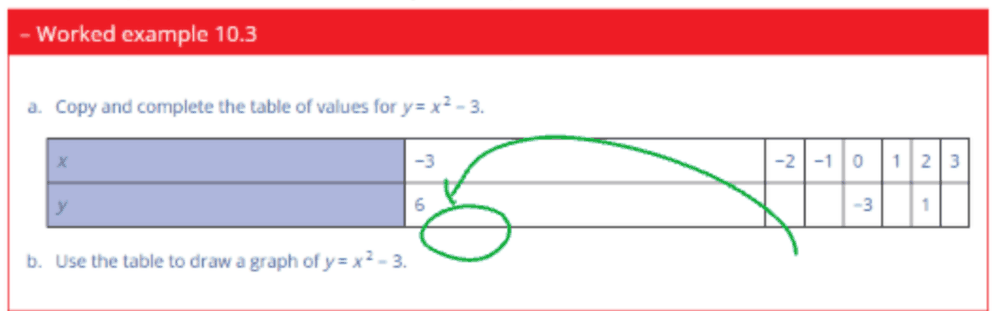 – Worked example 10.3
a. Copy and complete the table of values for y = x² – 3.
x –3 –2 –1 0 1 2 3
y 6 –3 1
b. Use the table to draw a graph of y = x² – 3.